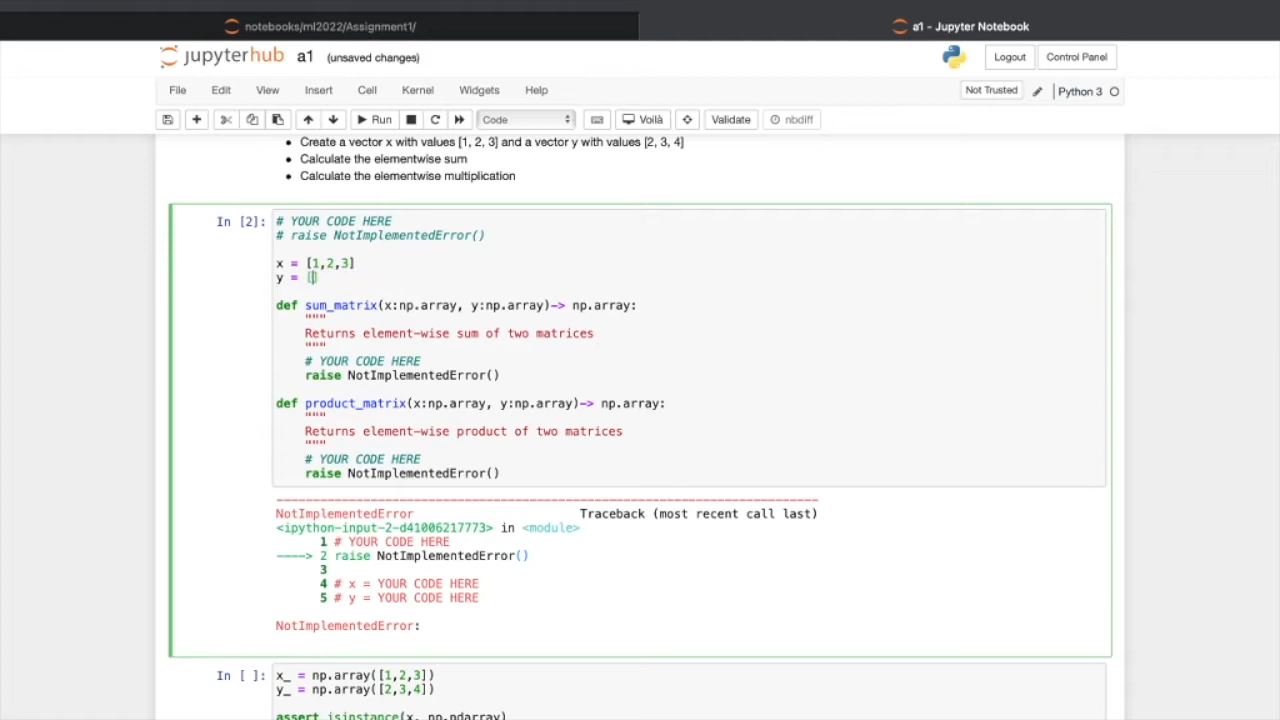 notebooks/ml2022/Assignment1/
a1 - Jupyter Notebook
jupyterhub a1 (unsaved changes)
Logout
Control Panel
File Edit View Insert Cell Kernel Widgets Help
Not Trusted
Python 3
Run
Code
Voilà
Validate
nbdiff
• Create a vector x with values [1, 2, 3] and a vector y with values [2, 3, 4]
• Calculate the elementwise sum
• Calculate the elementwise multiplication
In [2]:
# YOUR CODE HERE
# raise NotImplementedError()
x = [1,2,3]
y = []
def sum_matrix(x:np.array, y:np.array)-> np.array:
"""
Returns element-wise sum of two matrices
"""
# YOUR CODE HERE
raise NotImplementedError()
def product_matrix(x:np.array, y:np.array)-> np.array:
"""
Returns element-wise product of two matrices
"""
# YOUR CODE HERE
raise NotImplementedError()
---------------------------------------------------------------------------
NotImplementedError Traceback (most recent call last)
<ipython-input-2-d41006217773> in <module>
1 # YOUR CODE HERE
----> 2 raise NotImplementedError()
3
4 # x = YOUR CODE HERE
5 # y = YOUR CODE HERE
NotImplementedError:
In [ ]:
x_ = np.array([1,2,3])
y_ = np.array([2,3,4])
assert isinstance(x, np.ndarray)